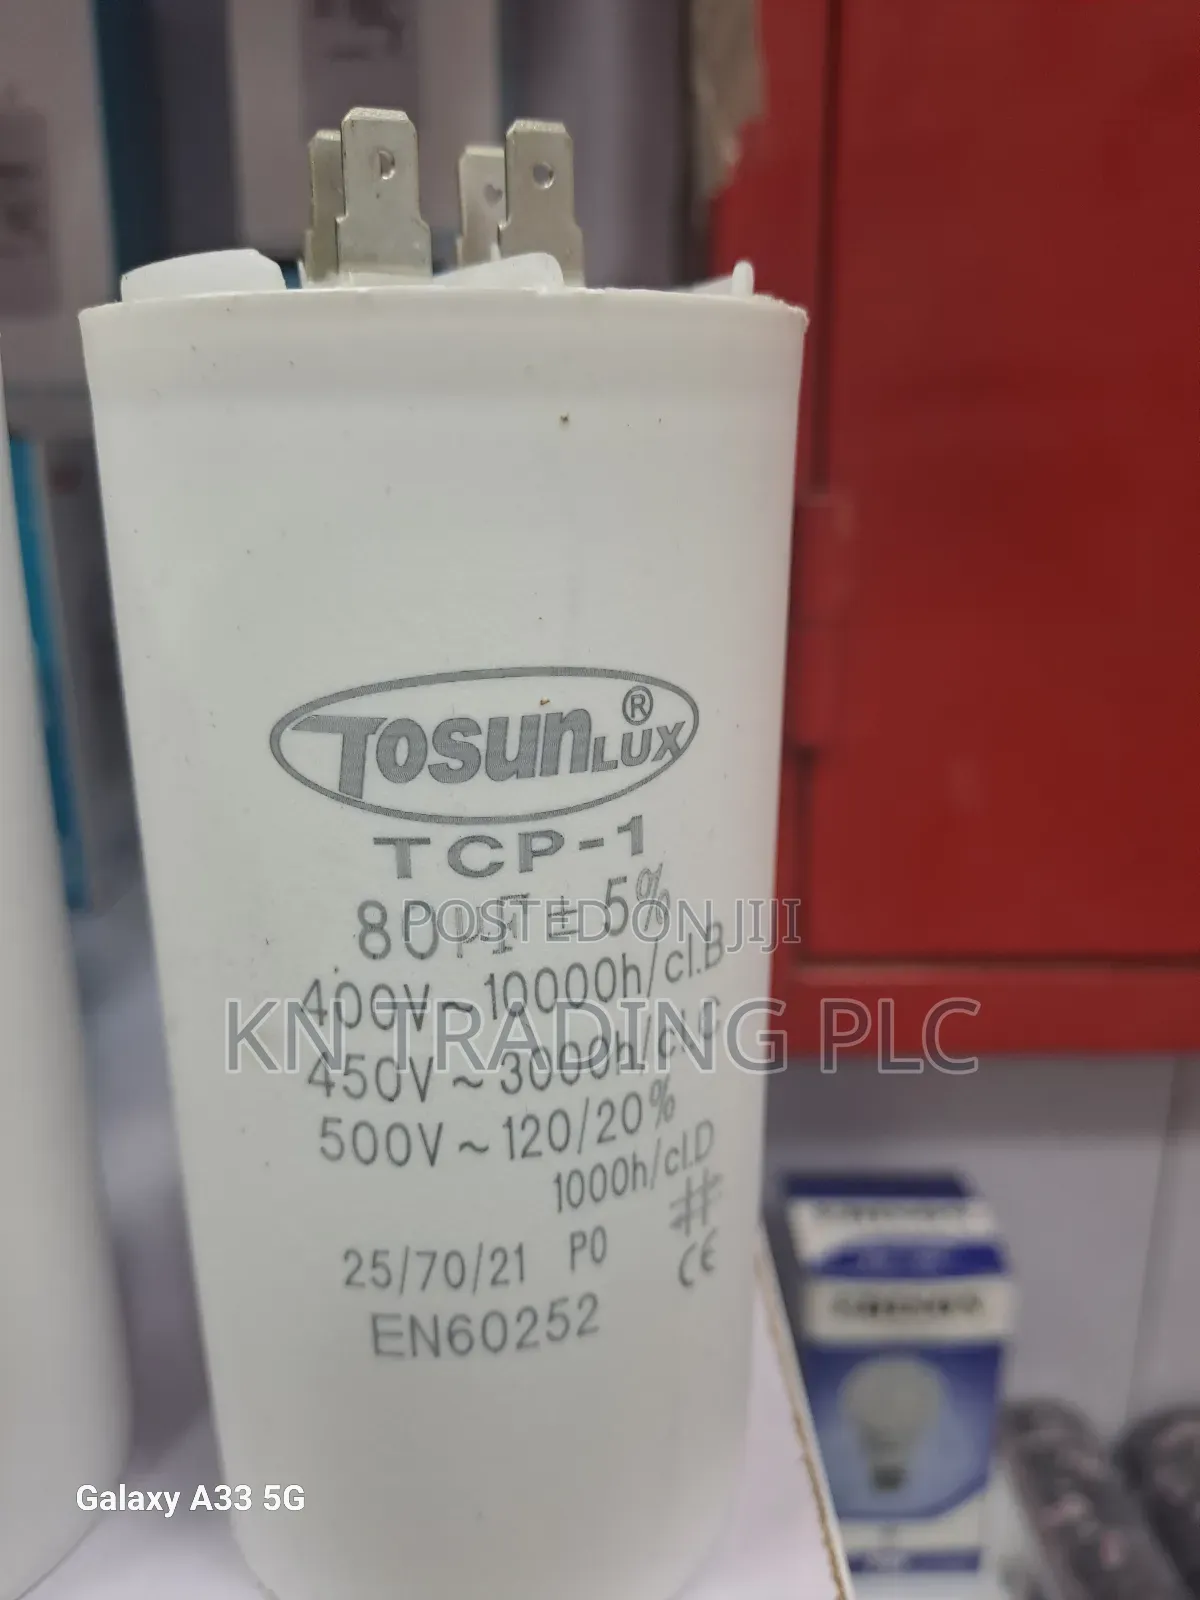 TOSUN LUX ®
TCP-1
80µF ± 5%
400V~10000h/cl.B
450V~3000h/cl.C
500V~120/20%
1000h/cl.D
25/70/21 P0
CE
EN60252
POSTED ON JIJI
KN TRADING PLC
Galaxy A33 5G